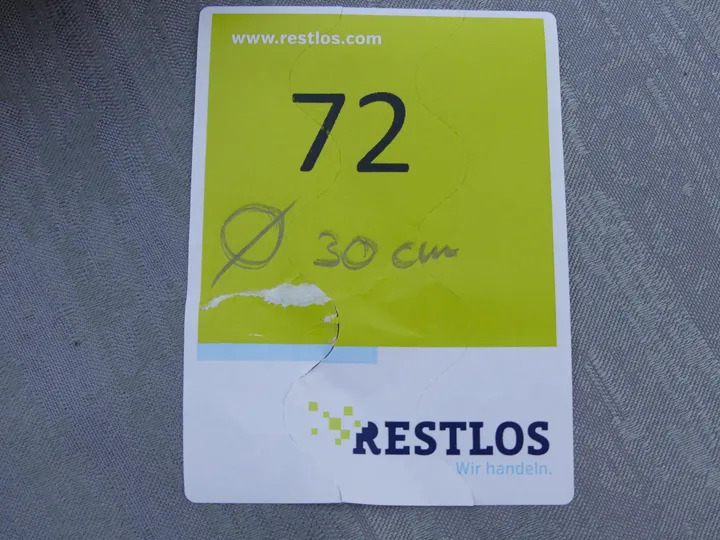 www.restlos.com
72
Ø 30 cm
RESTLOS
Wir handeln.